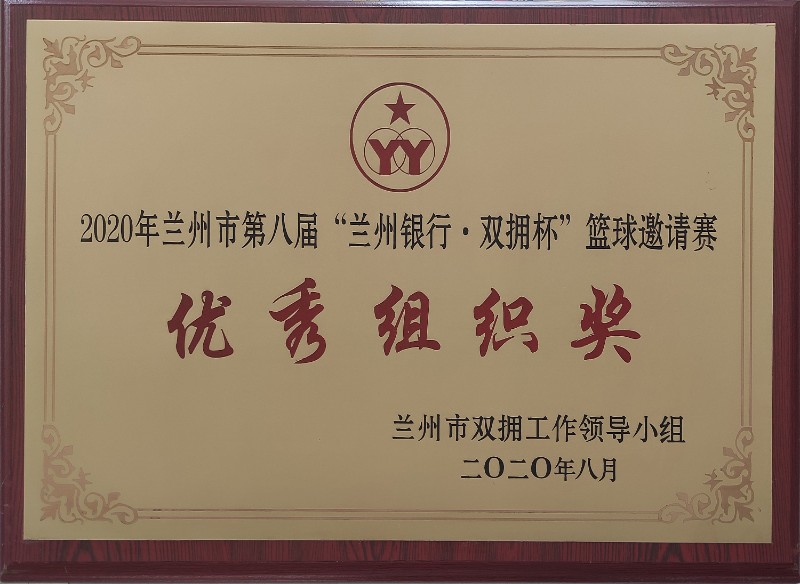 YY
2020年兰州市第八届“兰州银行·双拥杯”篮球邀请赛
优秀组织奖
兰州市双拥工作领导小组
二〇二〇年八月